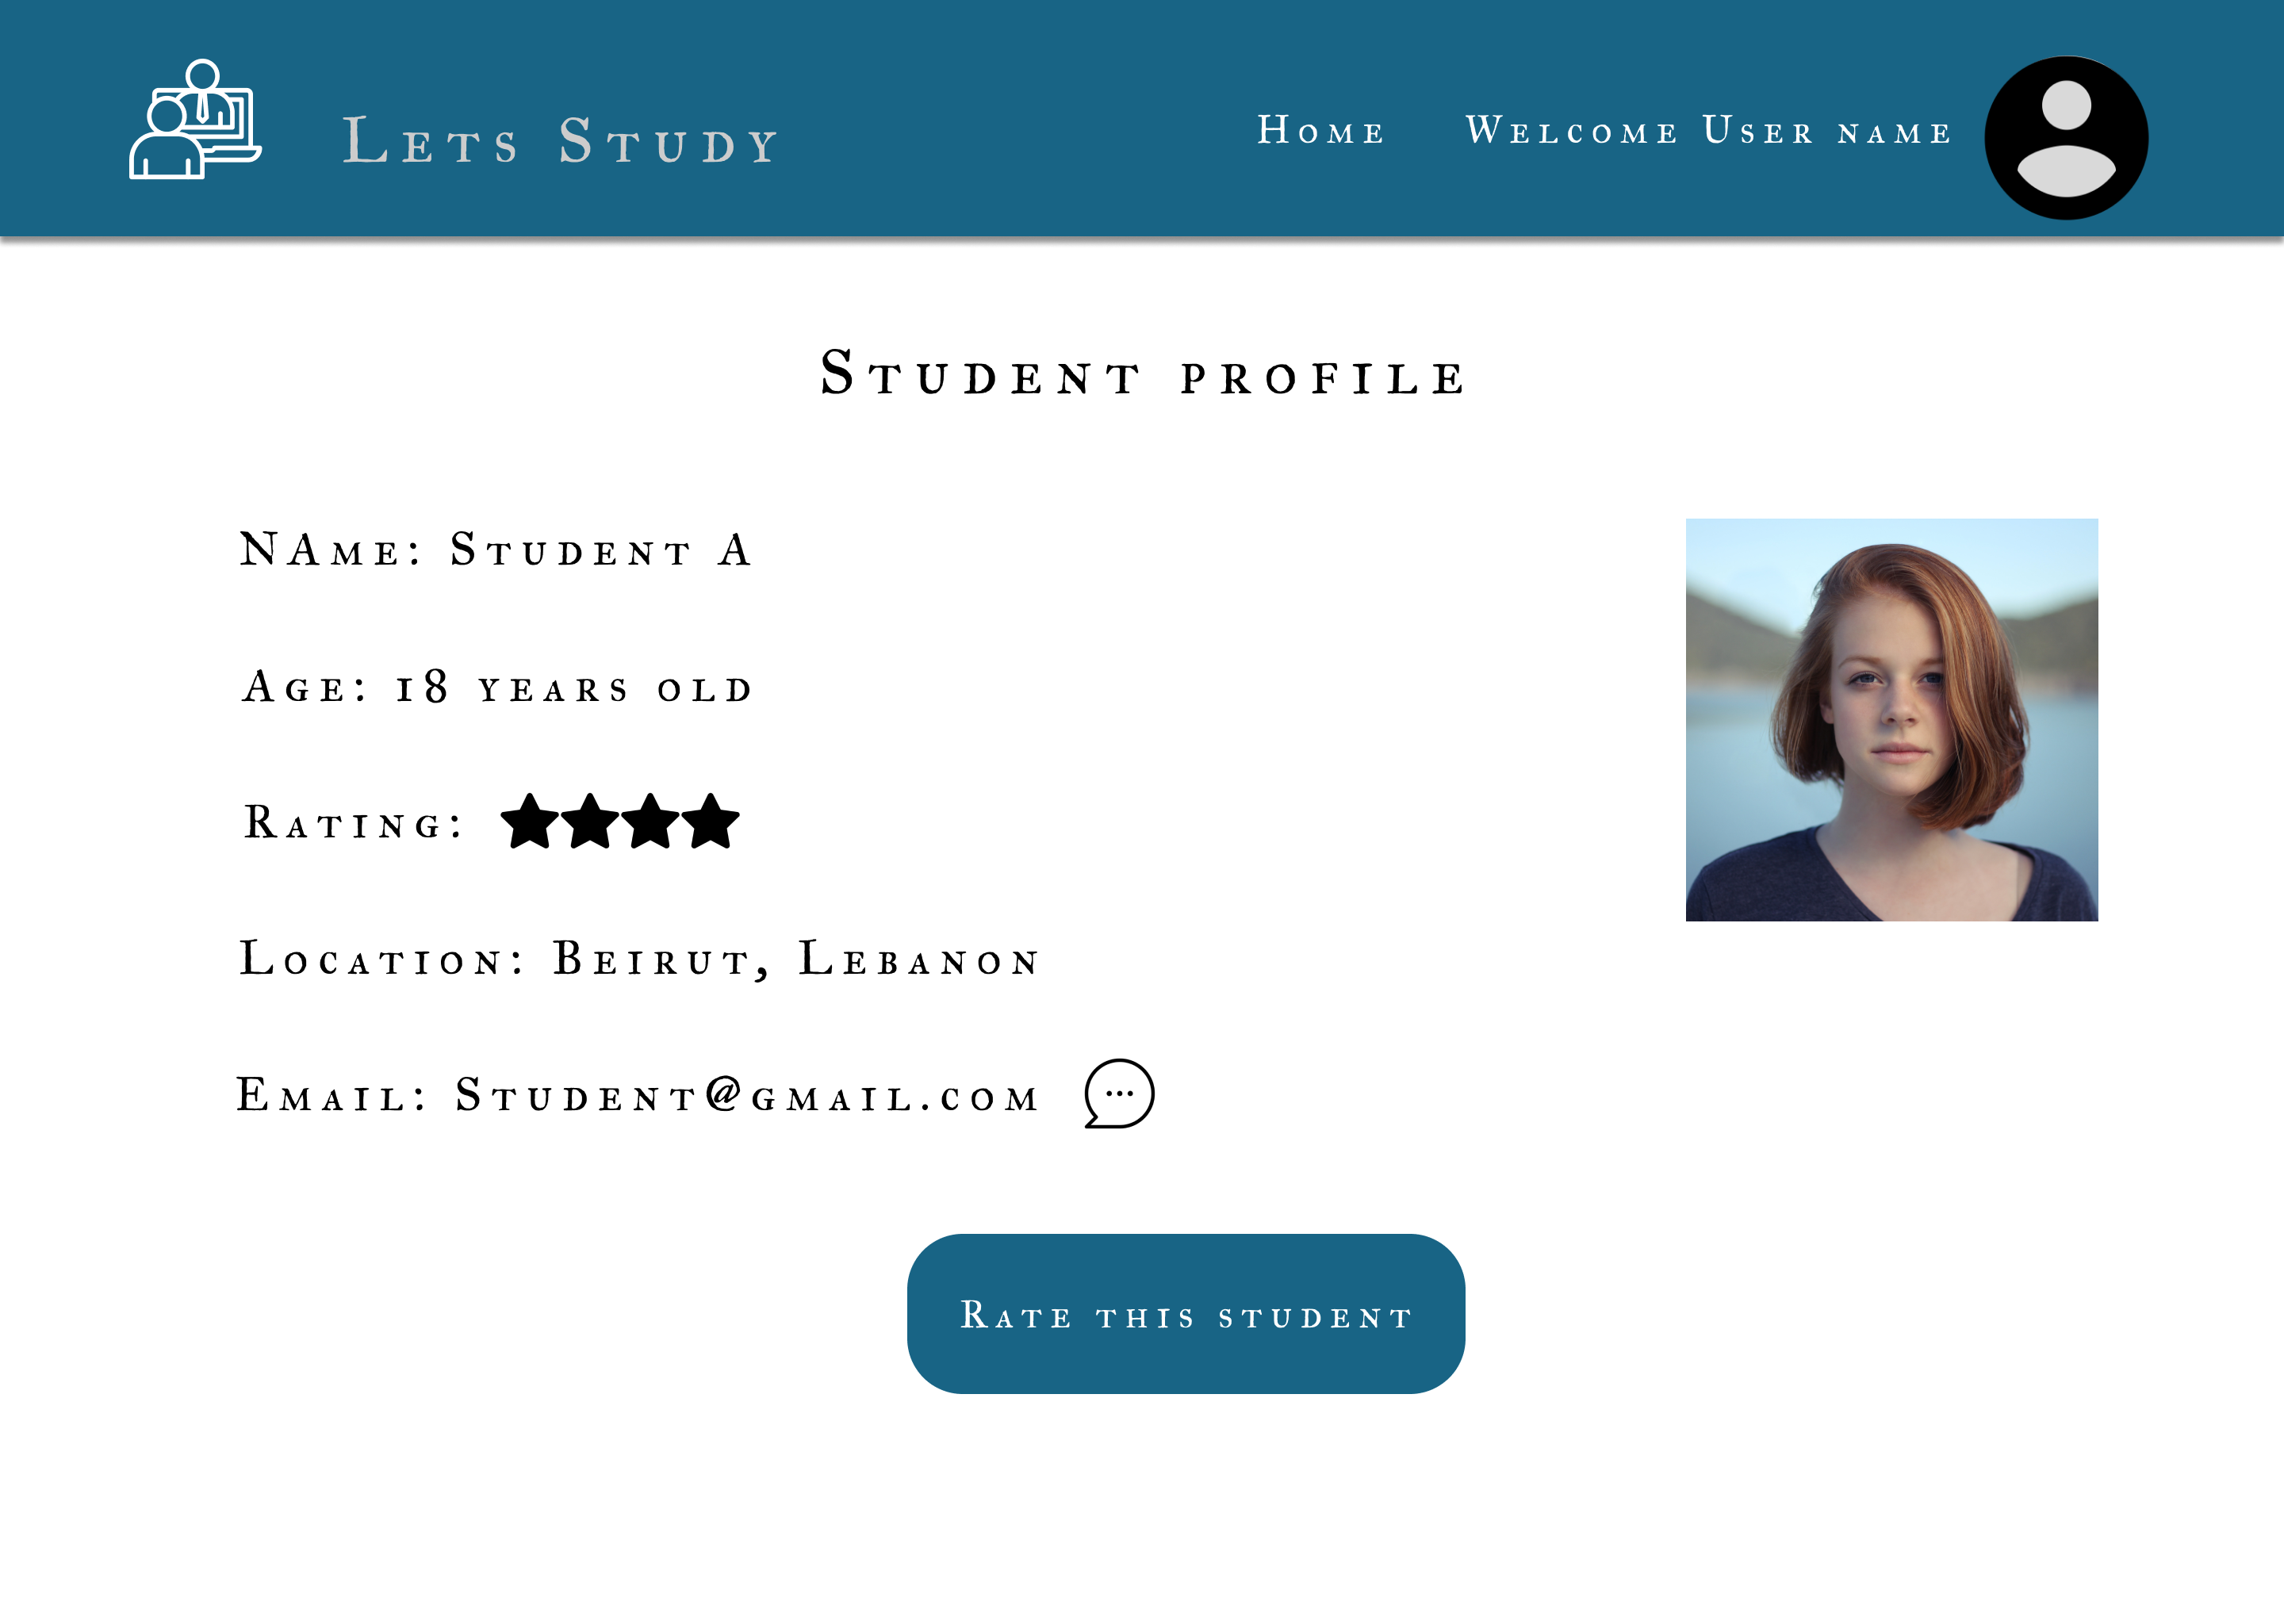 Lets Study
Home
Welcome User name
Student profile
NAme: Student A
Age: 18 years old
Rating:
Location: Beirut, Lebanon
Email: Student@gmail.com
Rate this student